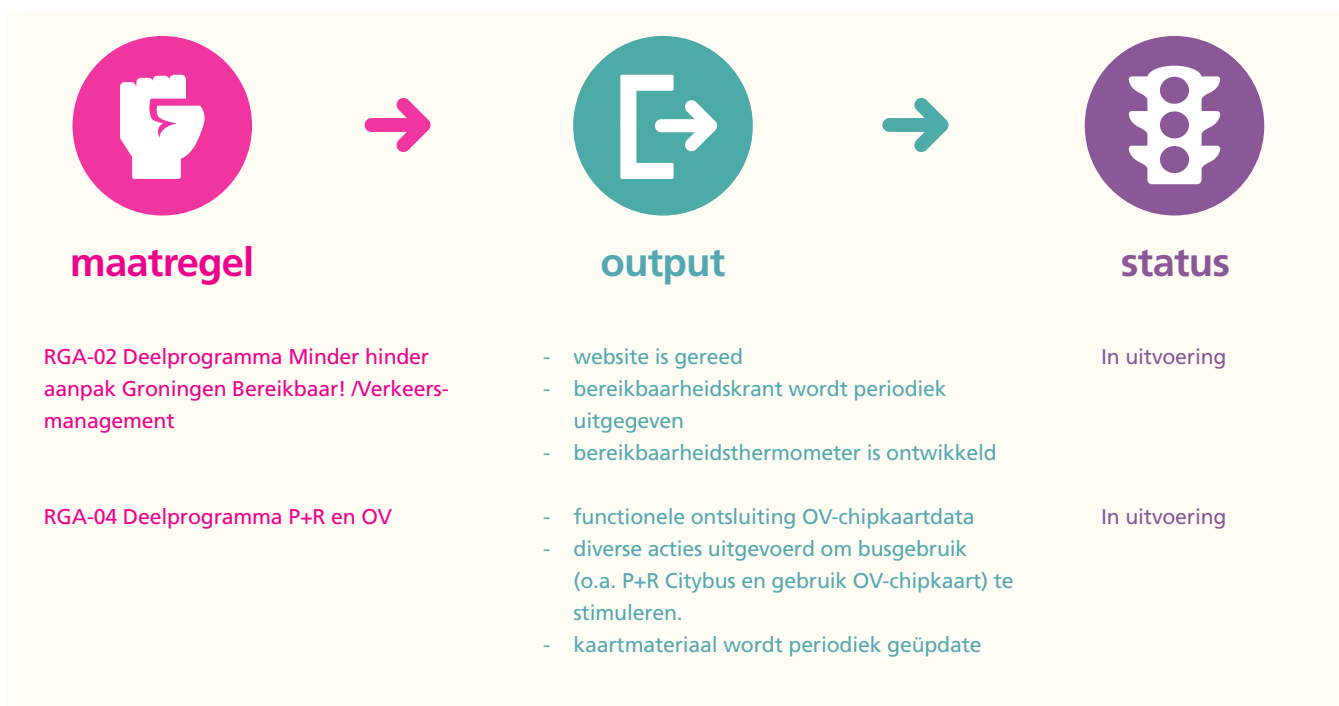 maatregel
output
status
RGA-02 Deelprogramma Minder hinder
aanpak Groningen Bereikbaar! /Verkeers-
management
- website is gereed
- bereikbaarheidskrant wordt periodiek
uitgegeven
- bereikbaarheidsthermometer is ontwikkeld
In uitvoering
RGA-04 Deelprogramma P+R en OV
- functionele ontsluiting OV-chipkaartdata
- diverse acties uitgevoerd om busgebruik
(o.a. P+R Citybus en gebruik OV-chipkaart) te
stimuleren.
- kaartmateriaal wordt periodiek geüpdate
In uitvoering